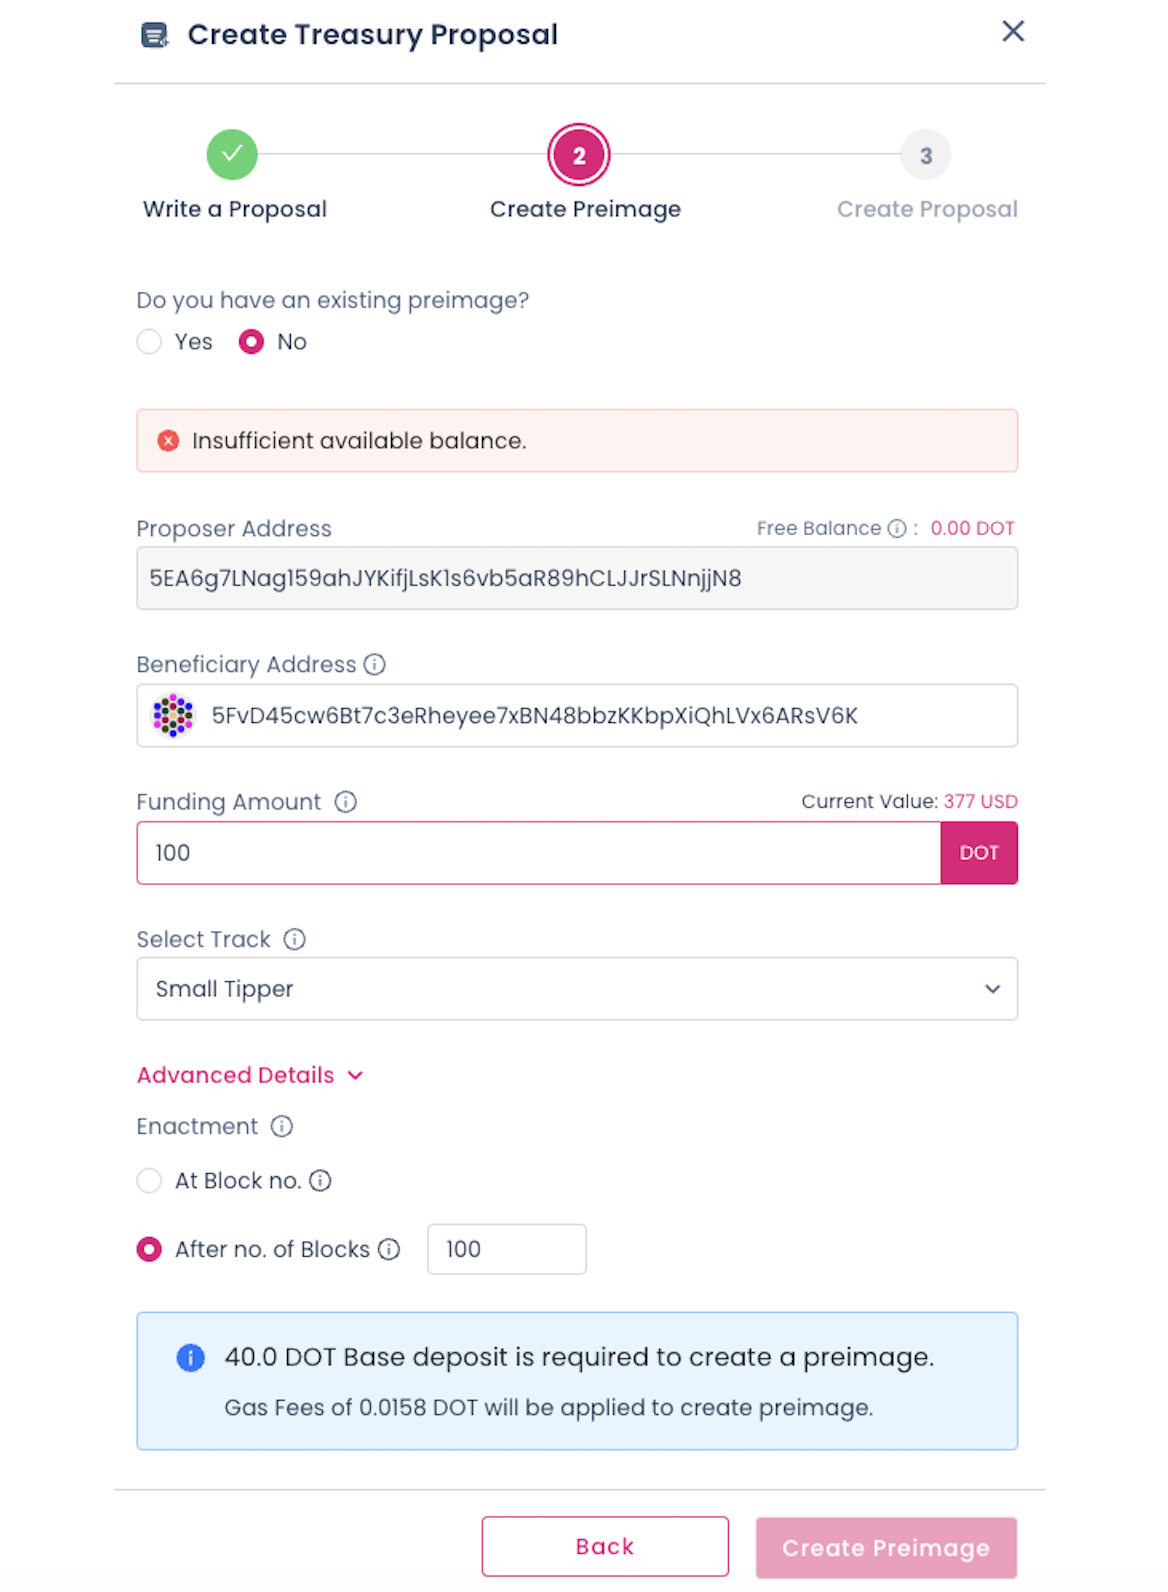 Create Treasury Proposal
2
3
Write a Proposal
Create Preimage
Create Proposal
Do you have an existing preimage?
Yes
No
Insufficient available balance.
Proposer Address
Free Balance : 0.00 DOT
5EA6g7LNag159ahJYKifjLsK1s6vb5aR89hCLJJrSLNnjjN8
Beneficiary Address
5FvD45cw6Bt7c3eRheyee7xBN48bbzKKbpXiQhLVx6ARsV6K
Funding Amount
Current Value: 377 USD
100
DOT
Select Track
Small Tipper
Advanced Details
Enactment
At Block no.
After no. of Blocks
100
40.0 DOT Base deposit is required to create a preimage.
Gas Fees of 0.0158 DOT will be applied to create preimage.
Back
Create Preimage